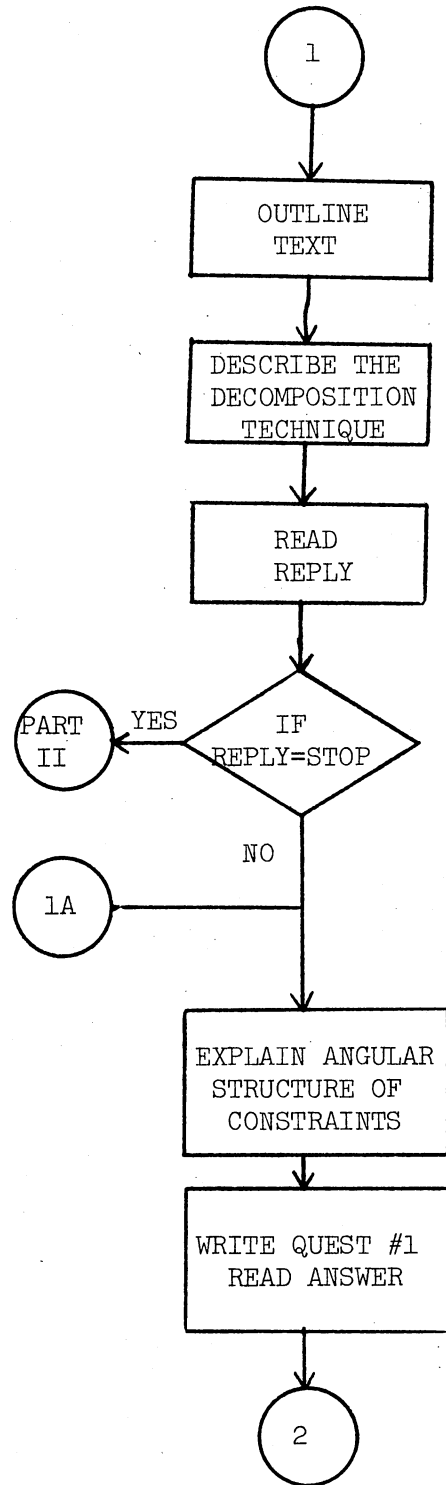 1
OUTLINE
TEXT
DESCRIBE THE
DECOMPOSITION
TECHNIQUE
READ
REPLY
IF
REPLY=STOP
YES
PART
II
NO
1A
EXPLAIN ANGULAR
STRUCTURE OF
CONSTRAINTS
WRITE QUEST #1
READ ANSWER
2